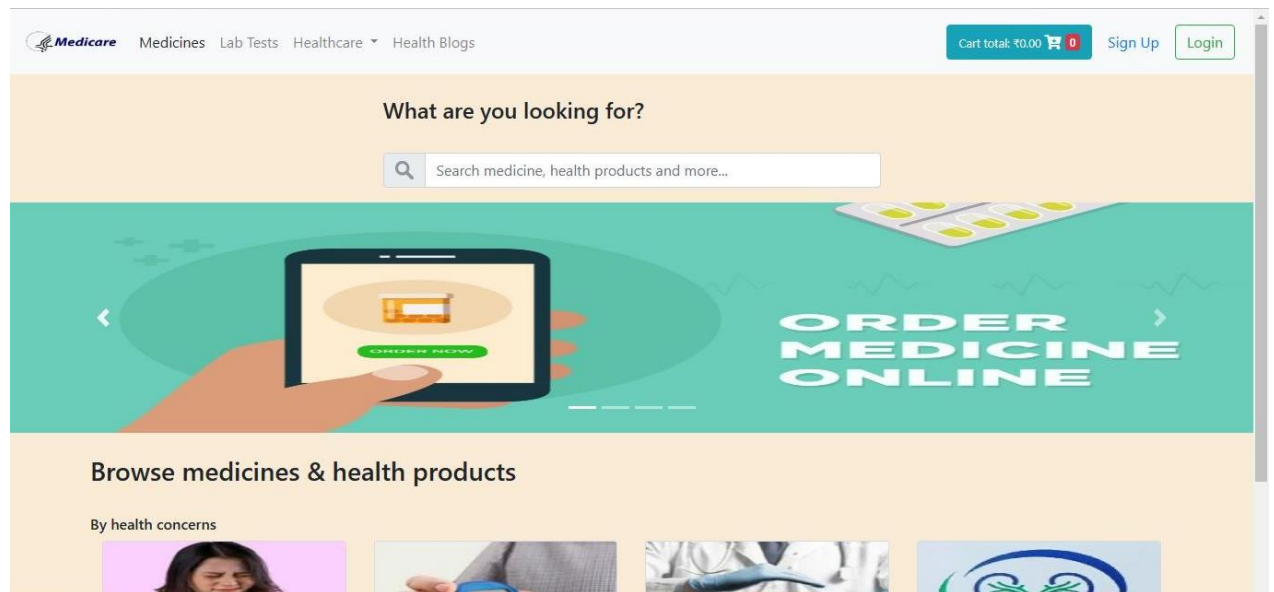 Medicare Medicines Lab Tests Healthcare Health Blogs Cart total: ₹0.00 0 Sign Up Login
What are you looking for?
Search medicine, health products and more...
ORDER NOW
ORDER
MEDICINE
ONLINE
Browse medicines & health products
By health concerns